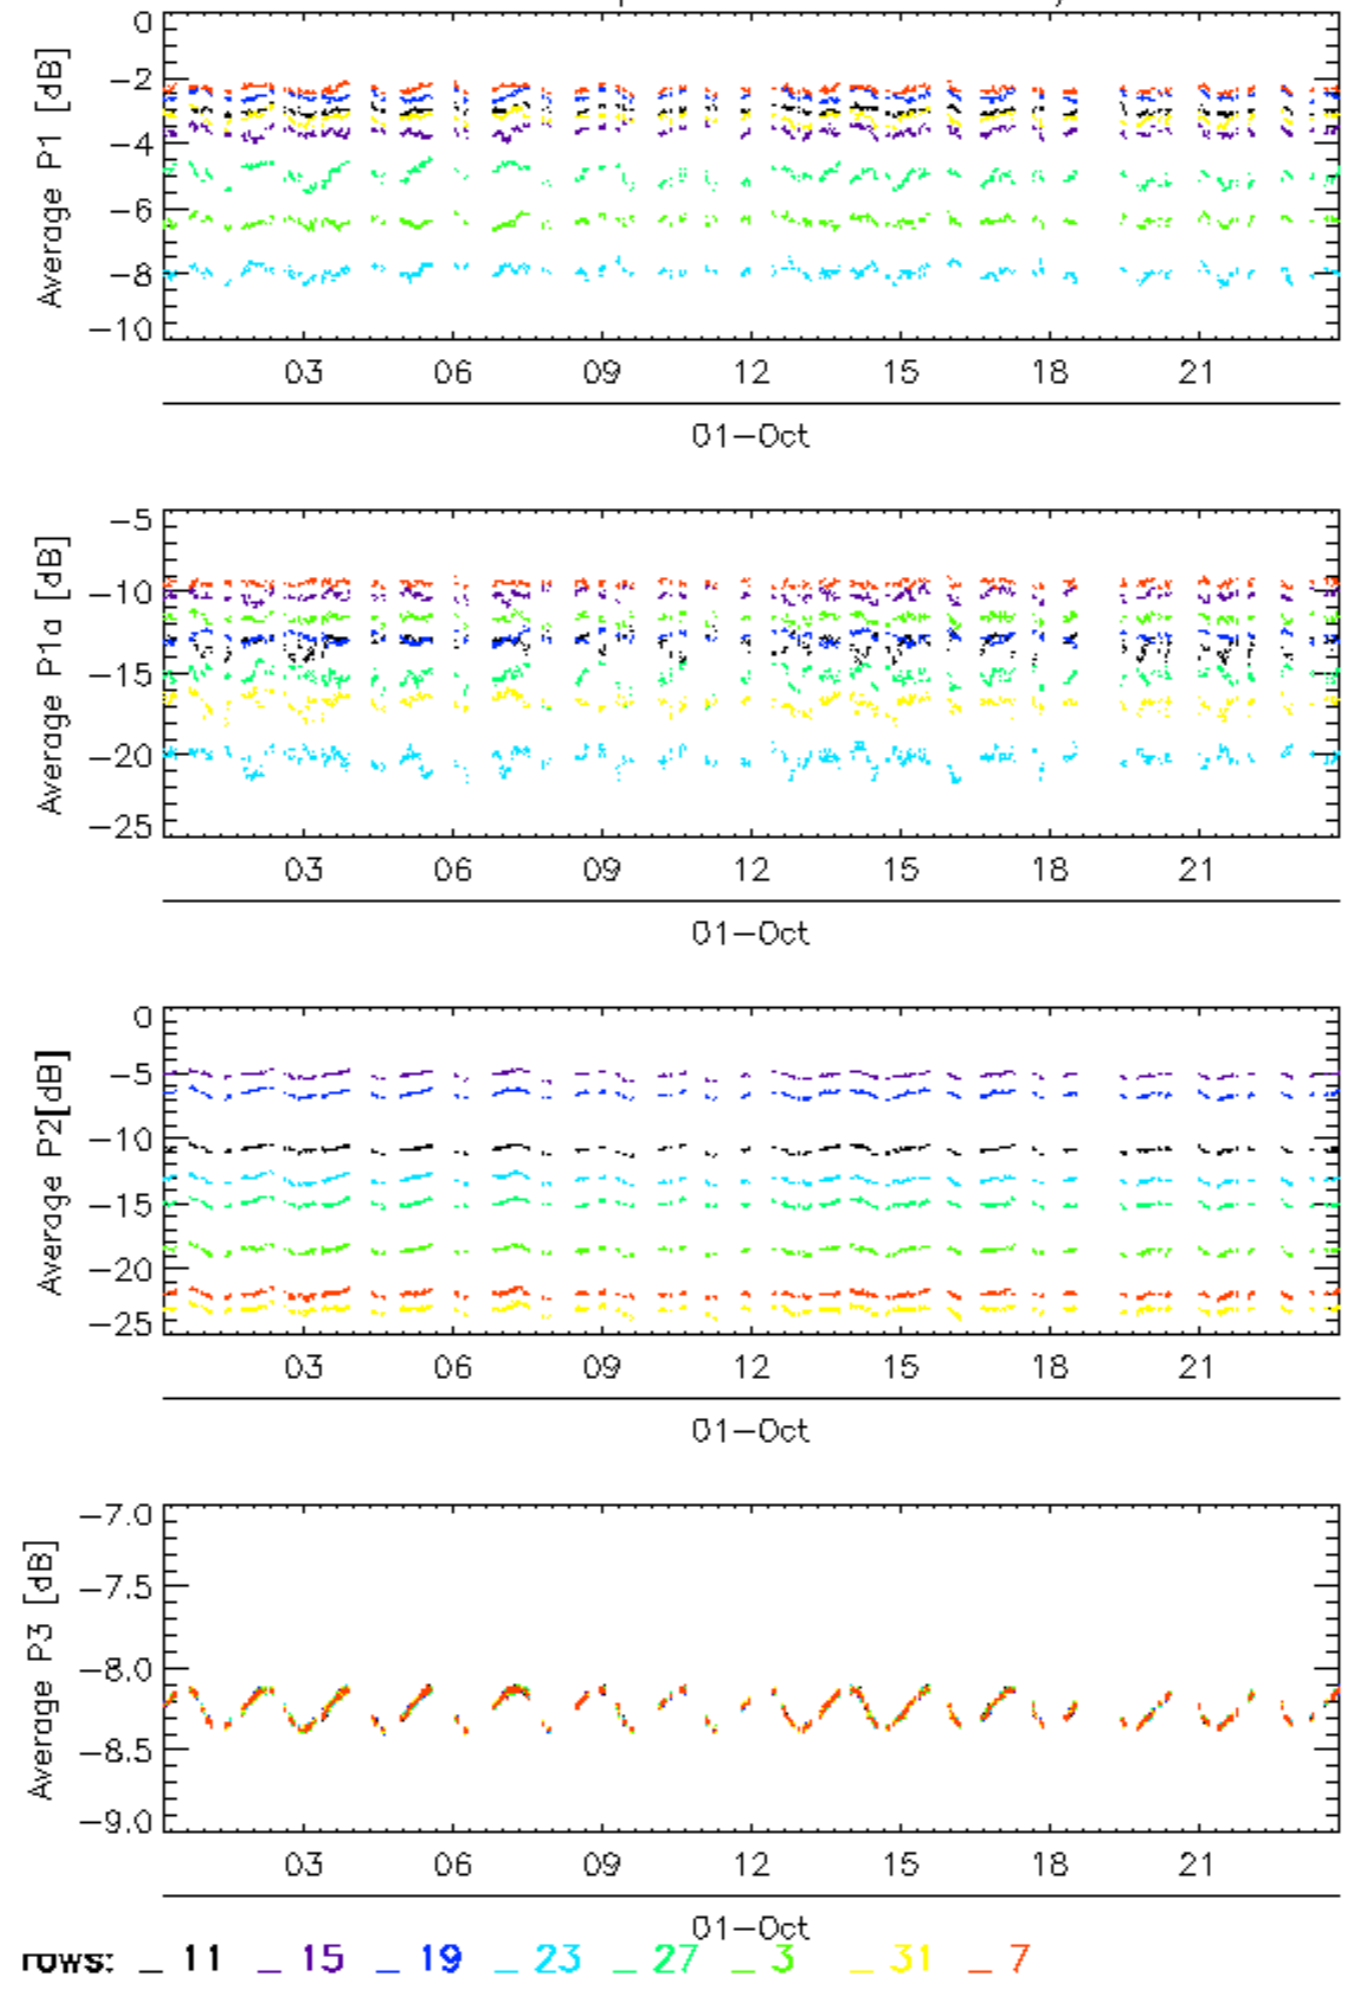 0
−2
−4
−6
−8
−10
Average P1 [dB]
03 06 09 12 15 18 21
01−Oct
−5
−10
−15
−20
−25
Average P1a [dB]
03 06 09 12 15 18 21
01−Oct
0
−5
−10
−15
−20
−25
Average P2[dB]
03 06 09 12 15 18 21
01−Oct
−7.0
−7.5
−8.0
−8.5
−9.0
Average P3 [dB]
03 06 09 12 15 18 21
01−Oct
rows: _ 11 _ 15 _ 19 _ 23 _ 27 _ 3 _ 31 _ 7